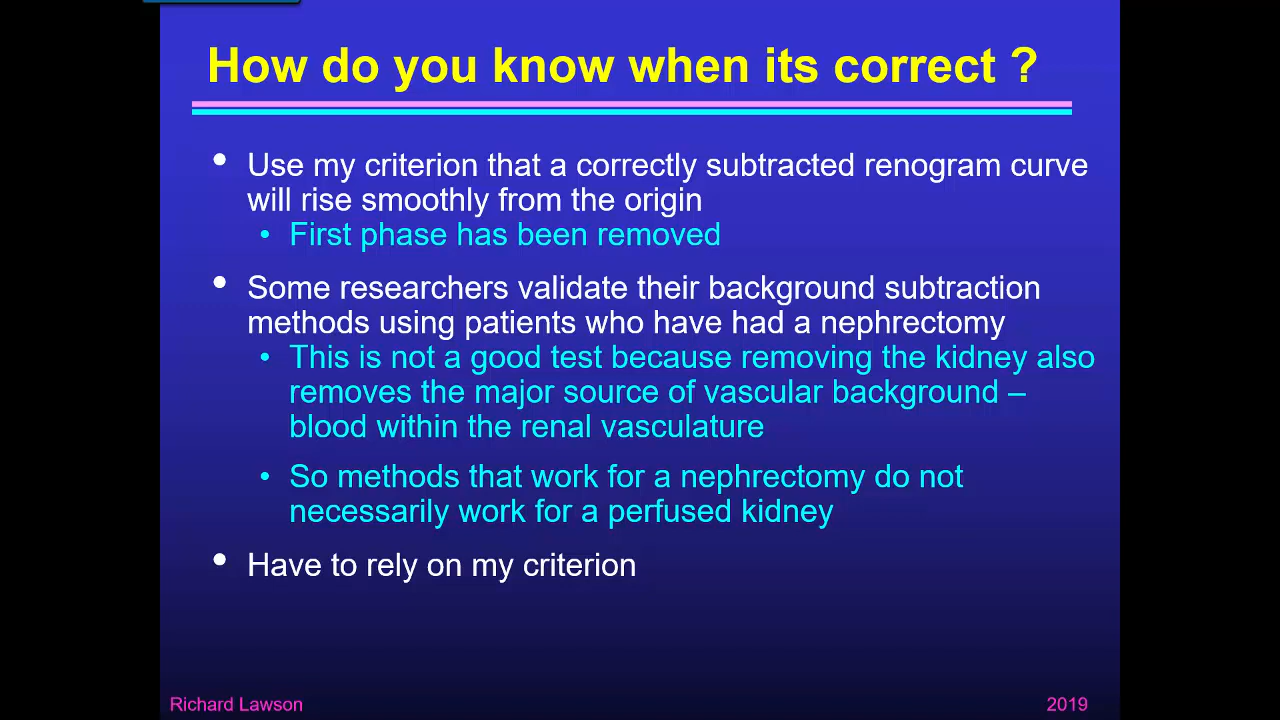 How do you know when its correct ?
• Use my criterion that a correctly subtracted renogram curve
will rise smoothly from the origin
• First phase has been removed
• Some researchers validate their background subtraction
methods using patients who have had a nephrectomy
• This is not a good test because removing the kidney also
removes the major source of vascular background –
blood within the renal vasculature
• So methods that work for a nephrectomy do not
necessarily work for a perfused kidney
• Have to rely on my criterion
Richard Lawson
2019